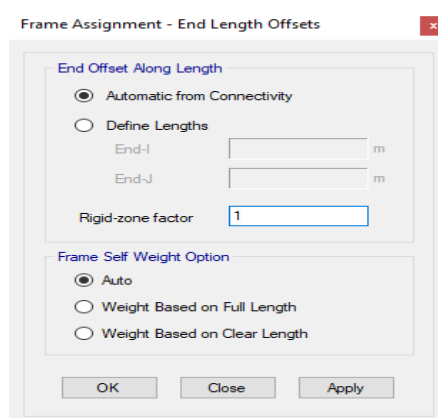 Frame Assignment - End Length Offsets
End Offset Along Length
Automatic from Connectivity
Define Lengths
End-I m
End-J m
Rigid-zone factor 1
Frame Self Weight Option
Auto
Weight Based on Full Length
Weight Based on Clear Length
OK Close Apply